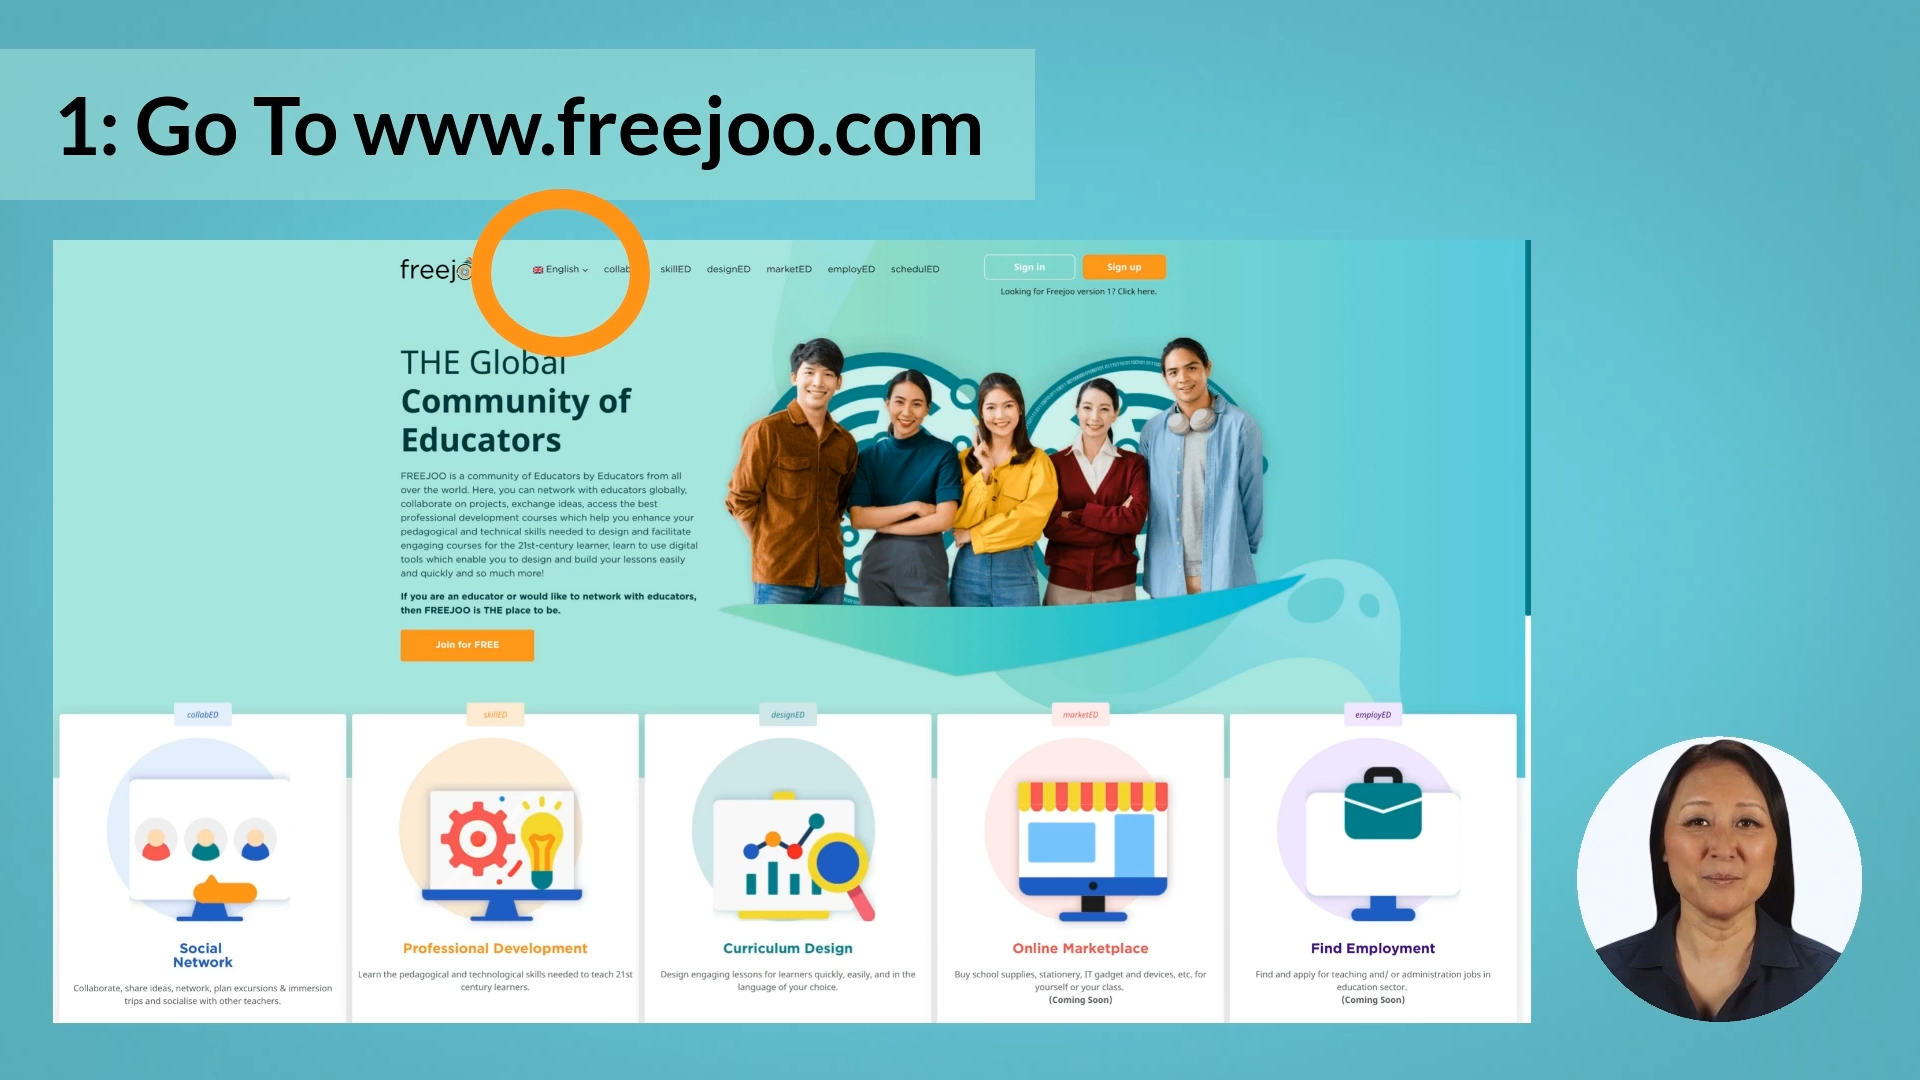 1: Go To www.freejoo.com
English
skillED
designED
marketED
employED
schedulED
Sign in
Sign up
Looking for Freejoo version 1? Click here.
THE Global
Community of
Educators
FREEJOO is a community of Educators by Educators from all
over the world. Here, you can network with educators globally,
collaborate on projects, exchange ideas, access the best
professional development courses which help you enhance your
pedagogical and technical skills needed to design and facilitate
engaging courses for the 21st-century learner, learn to use digital
tools which enable you to design and build your lessons easily
and quickly and so much more!
If you are an educator or would like to network with educators,
then FREEJOO is THE place to be.
Join for FREE
collabED
skillED
designED
marketED
employED
Social
Network
Collaborate, share ideas, network, plan excursions & immersion
trips and socialise with other teachers.
Professional Development
Learn the pedagogical and technological skills needed to teach 21st
century learners.
Curriculum Design
Design engaging lessons for learners quickly, easily, and in the
language of your choice.
Online Marketplace
Buy school supplies, stationery, IT gadget and devices, etc. for
yourself or your class.
(Coming Soon)
Find Employment
Find and apply for teaching and/ or administration jobs in
education sector.
(Coming Soon)